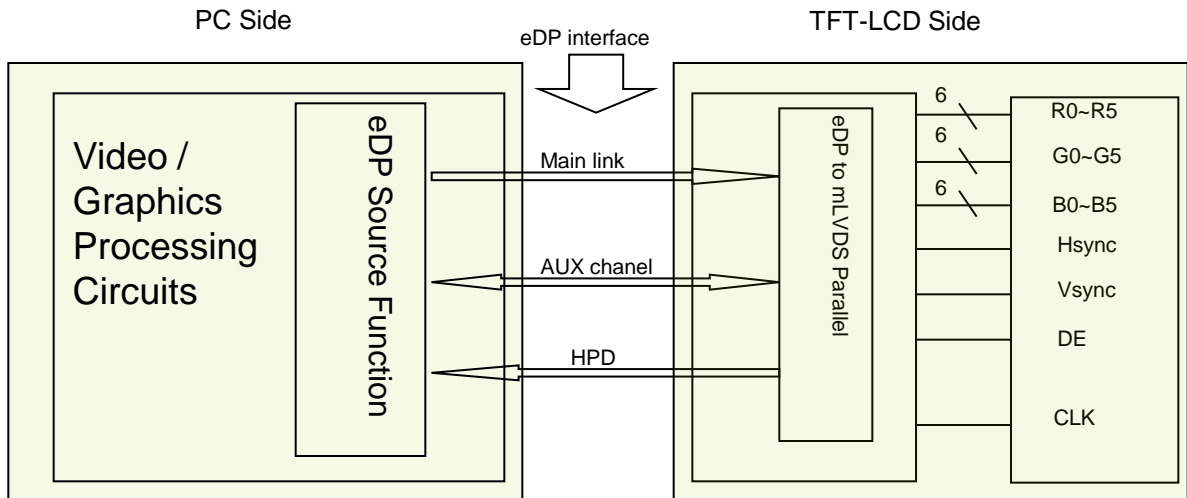 PC Side
eDP interface
TFT-LCD Side
Video /
Graphics
Processing
Circuits
eDP Source Function
Main link
AUX chanel
HPD
eDP to mLVDS Parallel
6
R0~R5
6
G0~G5
6
B0~B5
Hsync
Vsync
DE
CLK